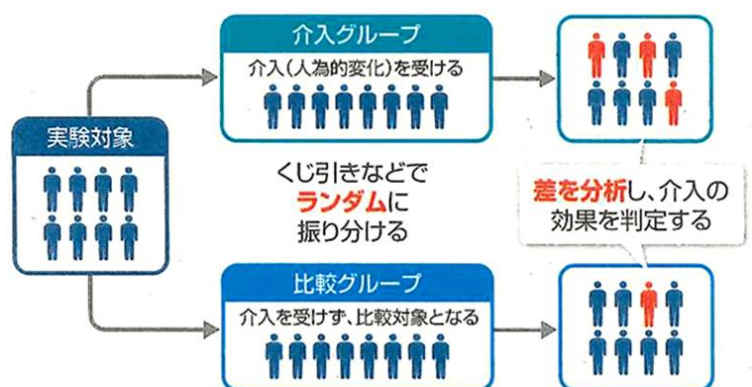 介入グループ
介入(人為的変化)を受ける
実験対象
くじ引きなどで
ランダムに
振り分ける
差を分析し、介入の
効果を判定する
比較グループ
介入を受けず、比較対象となる